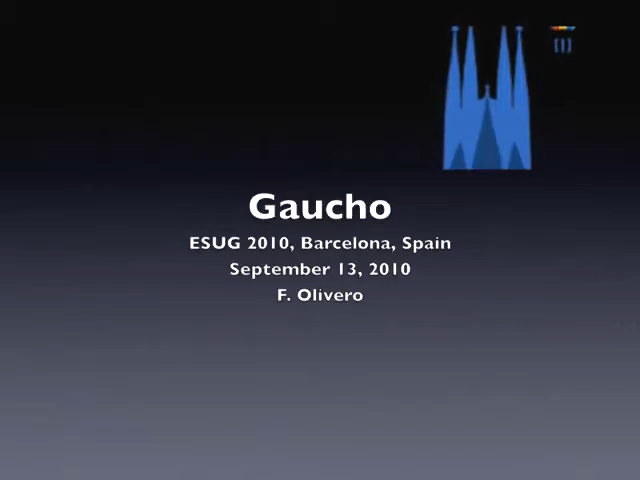 Gaucho
ESUG 2010, Barcelona, Spain
September 13, 2010
F. Olivero